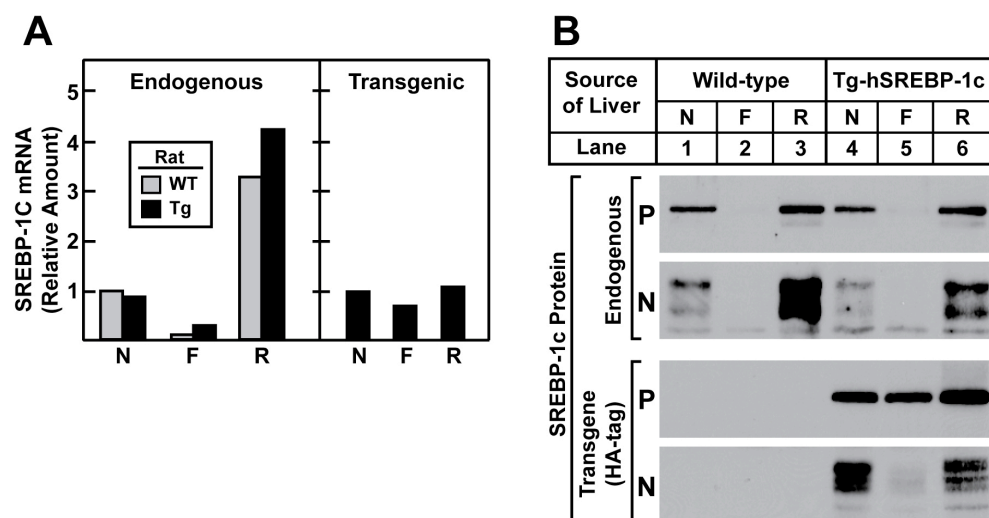 A
SREBP-1C mRNA
(Relative Amount)
Endogenous
Transgenic
5
4
3
2
1
Rat
WT
Tg
N F R
N F R
B
Source
of Liver
Wild-type
Tg-hSREBP-1c
N F R N F R
Lane
1 2 3 4 5 6
SREBP-1c Protein
Endogenous
P
N
Transgene
(HA-tag)
P
N